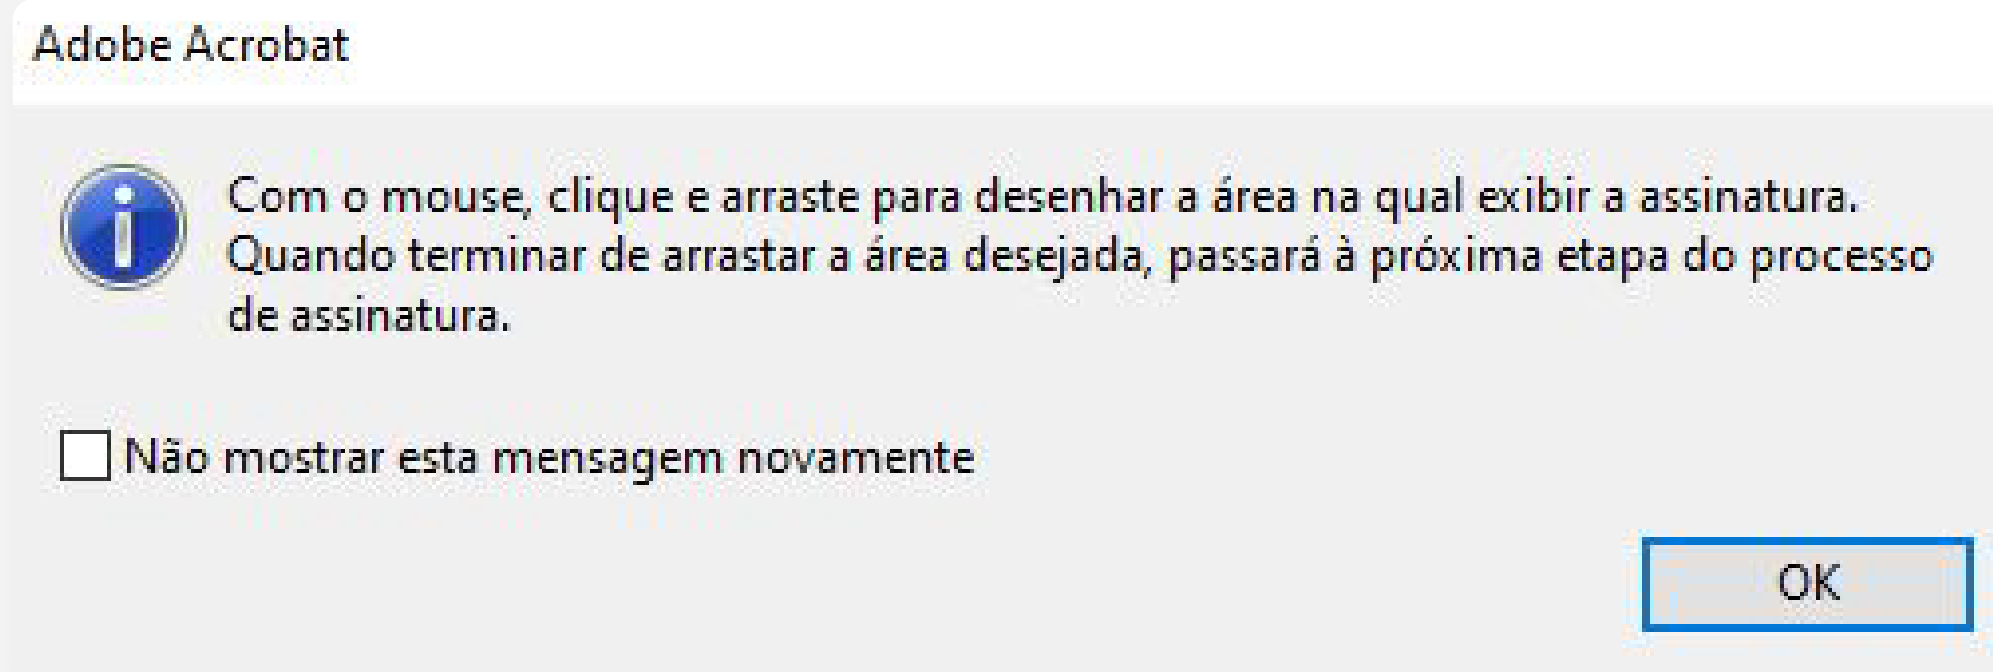 Adobe Acrobat
Com o mouse, clique e arraste para desenhar a área na qual exibir a assinatura.
Quando terminar de arrastar a área desejada, passará à próxima etapa do processo
de assinatura.
Não mostrar esta mensagem novamente
OK